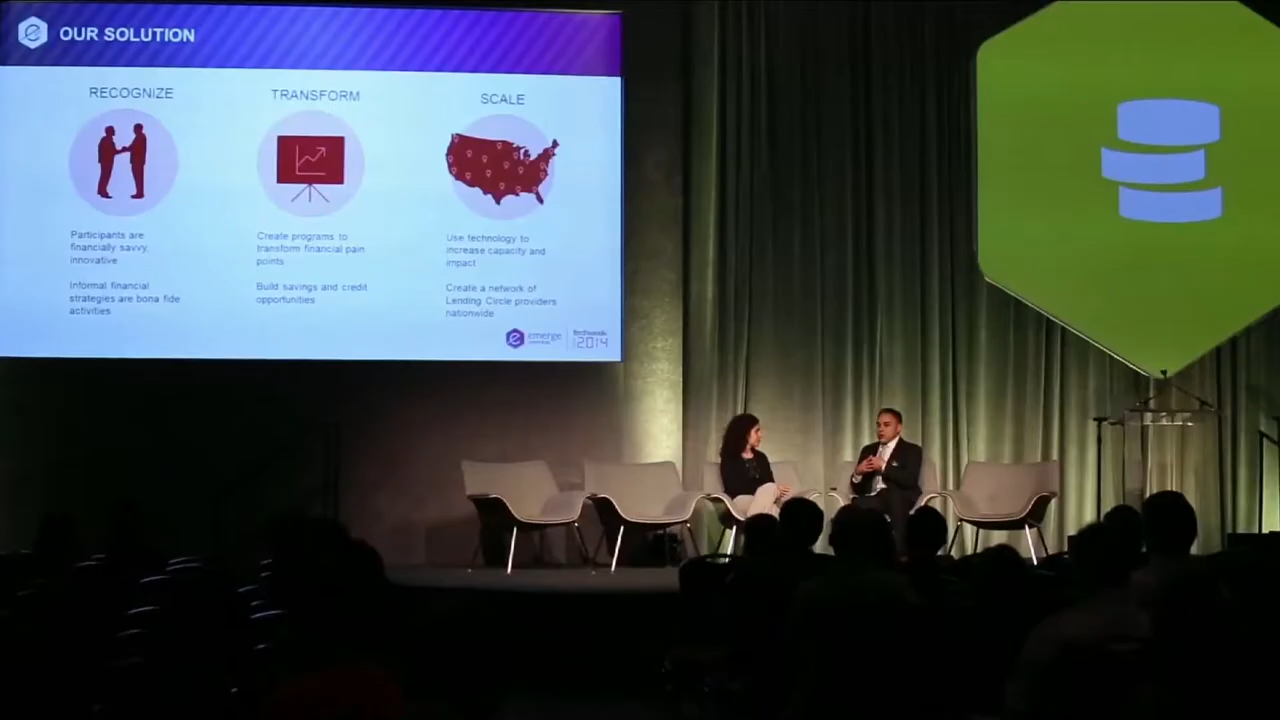 OUR SOLUTION
RECOGNIZE
Participants are
financially savvy,
innovative
Informal financial
strategies are bona fide
activities
TRANSFORM
Create programs to
transform financial pain
points
Build savings and credit
opportunities
SCALE
Use technology to
increase capacity and
impact
Create a network of
Lending Circle providers
nationwide
emerge
2014